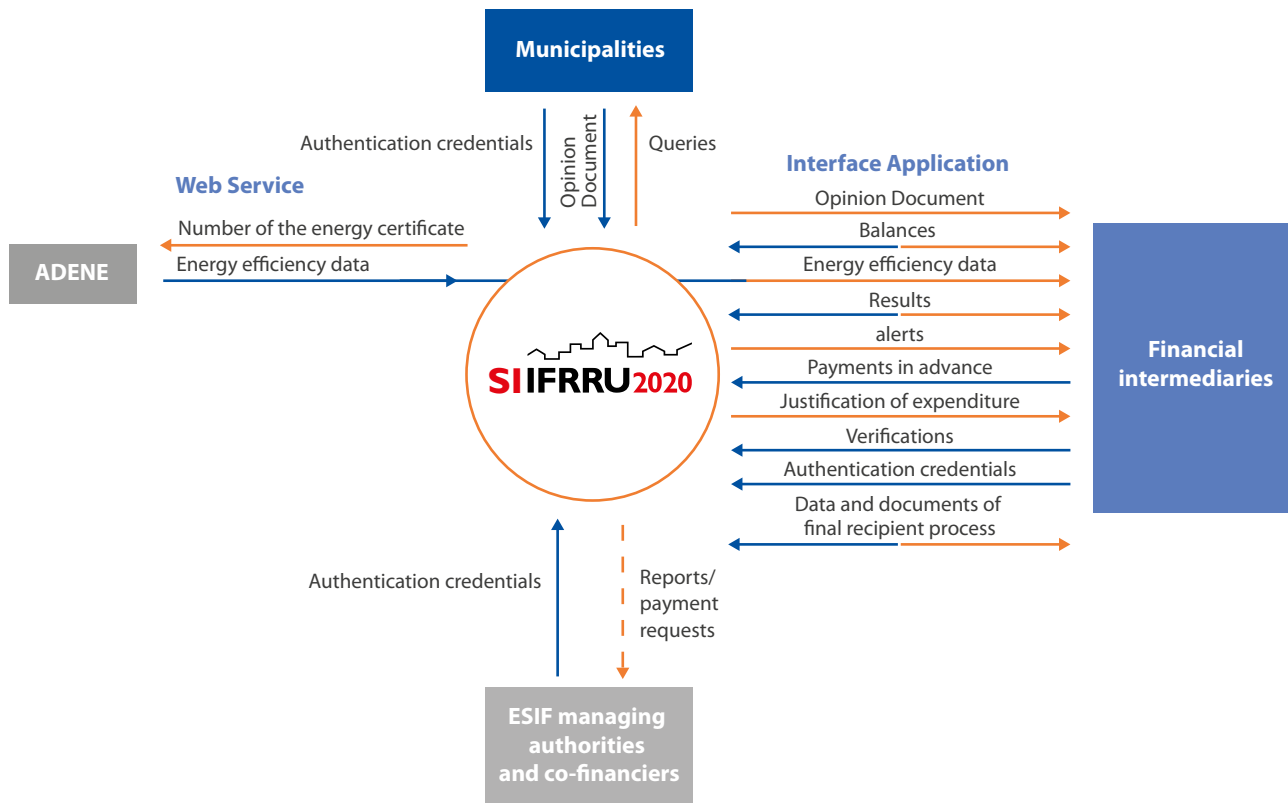 Municipalities
Authentication credentials
Opinion
Document
Queries
Web Service
Number of the energy certificate
Energy efficiency data
ADENE
Interface Application
Opinion Document
Balances
Energy efficiency data
Results
alerts
Payments in advance
Justification of expenditure
Verifications
Authentication credentials
Data and documents of
final recipient process
Financial
intermediaries
SIIFRRU2020
Authentication credentials
Reports/
payment
requests
ESIF managing
authorities
and co-financiers